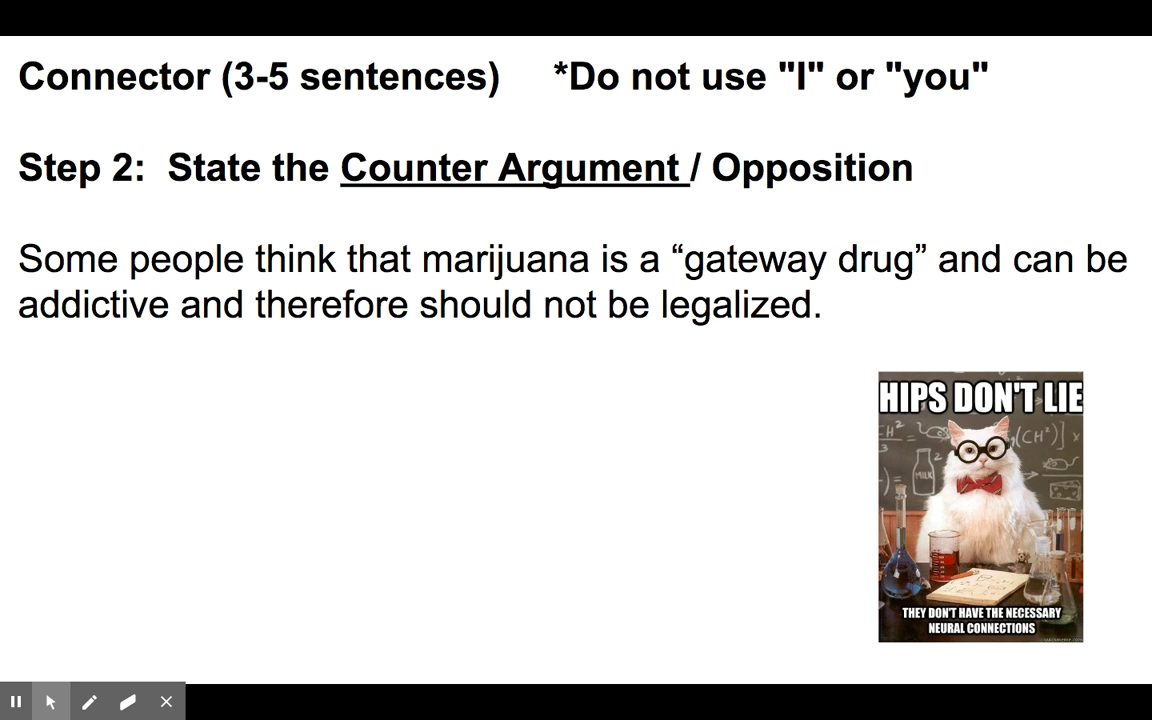 Connector (3-5 sentences) *Do not use "I" or "you"
Step 2: State the Counter Argument / Opposition
Some people think that marijuana is a “gateway drug” and can be
addictive and therefore should not be legalized.
HIPS DON'T LIE
MILK
THEY DON'T HAVE THE NECESSARY
NEURAL CONNECTIONS